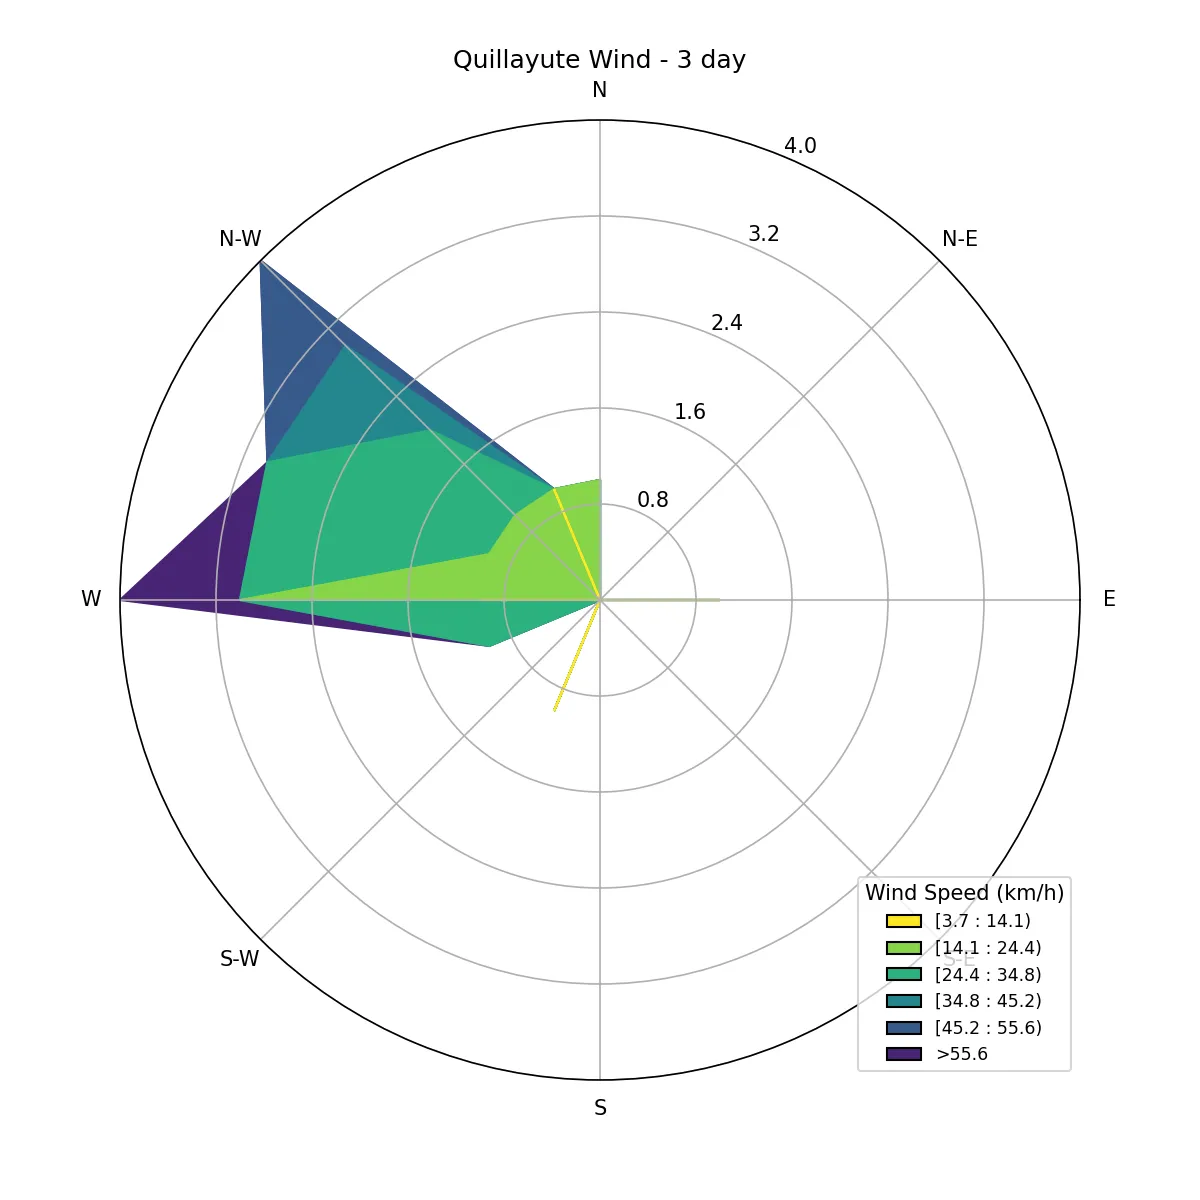 Quillayute Wind - 3 day
N
4.0
N-W
N-E
3.2
2.4
1.6
0.8
W
E
Wind Speed (km/h)
[3.7 : 14.1)
[14.1 : 24.4)
S-W
S-E
[24.4 : 34.8)
[34.8 : 45.2)
[45.2 : 55.6)
>55.6
S